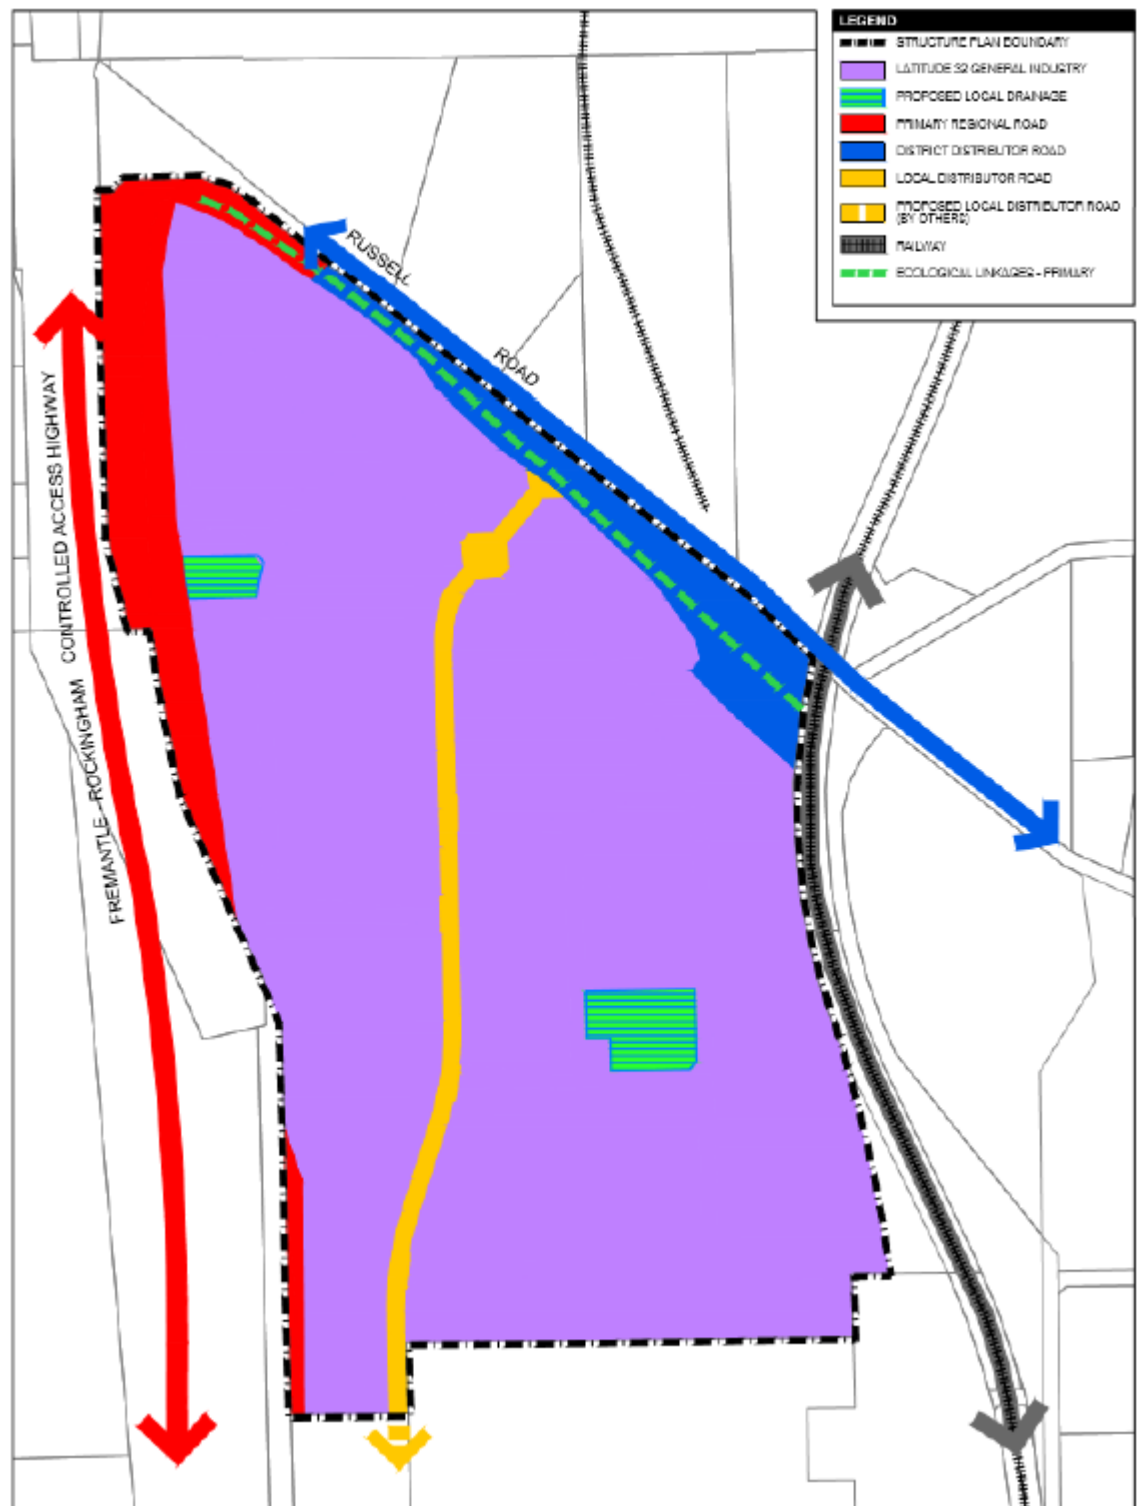 LEGEND
STRUCTURE PLAN BOUNDARY
LATITUDE 32 GENERAL INDUSTRY
PROPOSED LOCAL DRAINAGE
PRIMARY REGIONAL ROAD
DISTRICT DISTRIBUTOR ROAD
LOCAL DISTRIBUTOR ROAD
PROPOSED LOCAL DISTRIBUTOR ROAD
(BY OTHERS)
RAILWAY
ECOLOGICAL LINKAGES - PRIMARY
RUSSELL
ROAD
FREMANTLE - ROCKINGHAM CONTROLLED ACCESS HIGHWAY